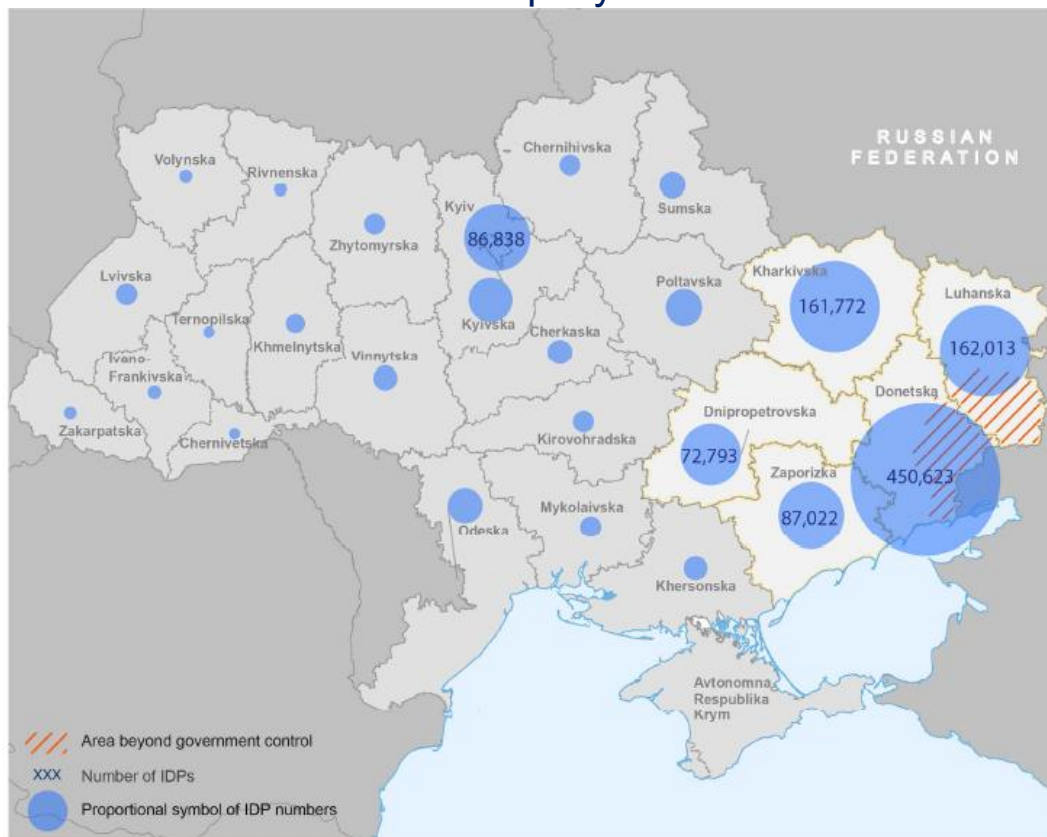 RUSSIAN
FEDERATION
Volynska
Rivnenska
Chernihivska
Sumska
Kyiv
86,838
Zhytomyrska
Lvivska
Ternopilska
Khmelnytska
Kyivska
Cherkaska
Poltavska
Kharkivska
161,772
Luhanska
162,013
Ivano-
Frankivska
Vinnytska
Zakarpatska
Chernivetska
Kirovohradska
Dnipropetrovska
72,793
Donetska
450,623
Zaporizka
87,022
Odeska
Mykolaivska
Khersonska
Avtonomna
Respublika
Krym
Area beyond government control
XXX Number of IDPs
Proportional symbol of IDP numbers